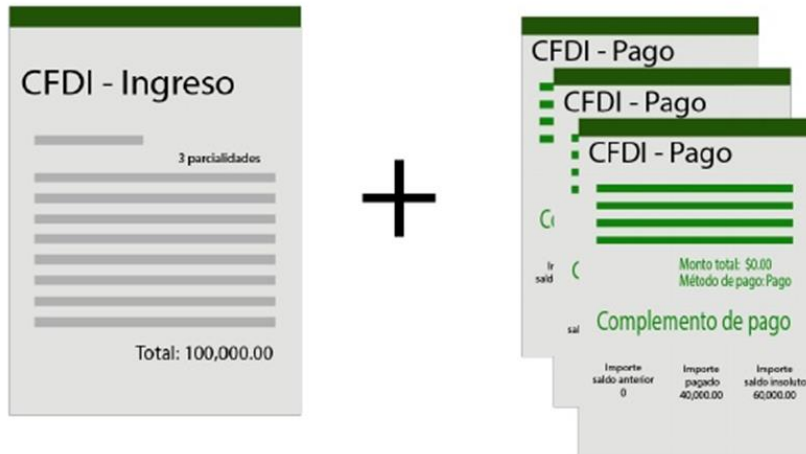 CFDI - Ingreso
3 parcialidades
Total: 100,000.00
+
CFDI - Pago
CFDI - Pago
CFDI - Pago
Monto total: $0.00
Método de pago: Pago
Complemento de pago
Importe saldo anterior
0
Importe pagado
40,000.00
Importe saldo insoluto
60,000.00